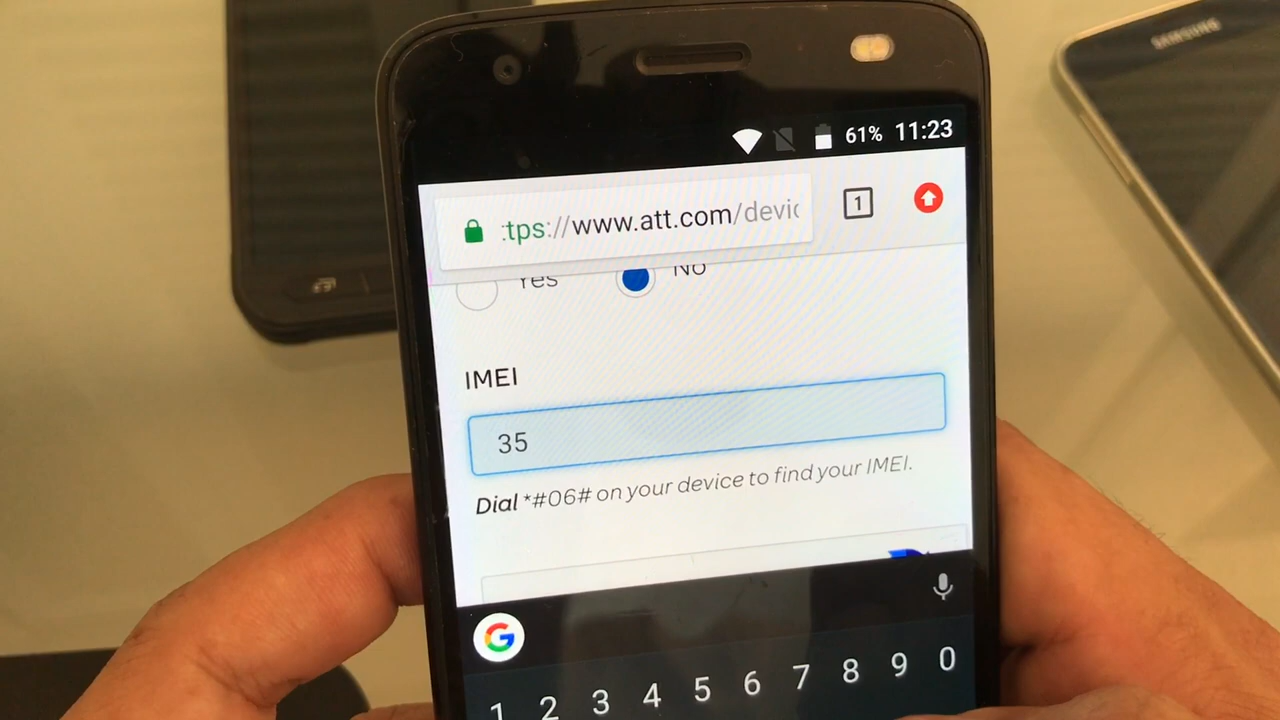 SAMSUNG
61% 11:23
:tps://www.att.com/devic
1
Yes No
IMEI
35
Dial *#06# on your device to find your IMEI.
G
1 2 3 4 5 6 7 8 9 0